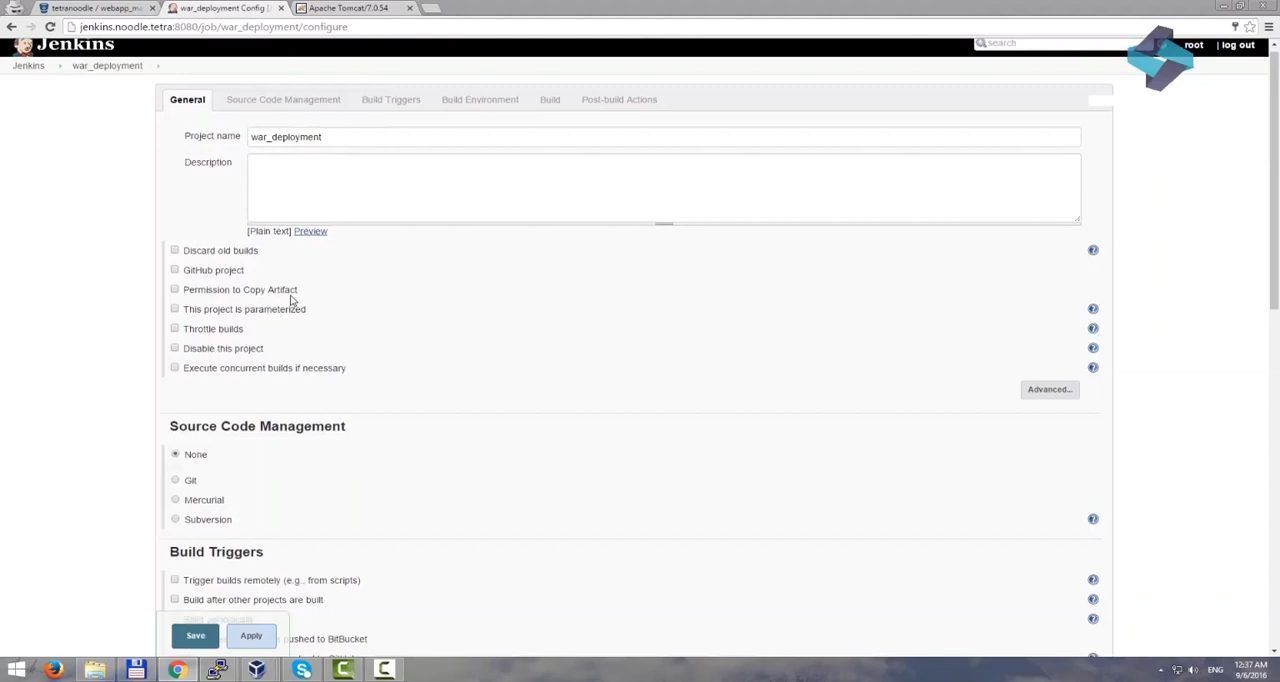 tetranoodle / webapp_ma
war_deployment Config [
Apache Tomcat/7.0.54
jenkins.noodle.tetra:8080/job/war_deployment/configure
Jenkins
search
root
| log out
Jenkins
war_deployment
General
Source Code Management
Build Triggers
Build Environment
Build
Post-build Actions
Project name
war_deployment
Description
[Plain text] Preview
Discard old builds
GitHub project
Permission to Copy Artifact
This project is parameterized
Throttle builds
Disable this project
Execute concurrent builds if necessary
Advanced...
Source Code Management
None
Git
Mercurial
Subversion
Build Triggers
Trigger builds remotely (e.g., from scripts)
Build after other projects are built
Save
Apply
pushed to BitBucket
ENG
12:37 AM
9/6/2016